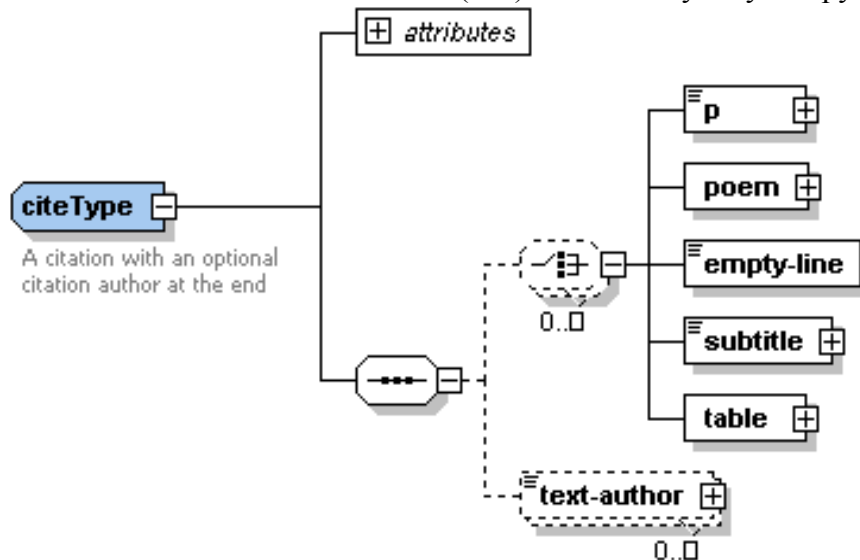 attributes
p
poem
citeType
empty-line
A citation with an optional
citation author at the end
0..
subtitle
table
text-author
0..